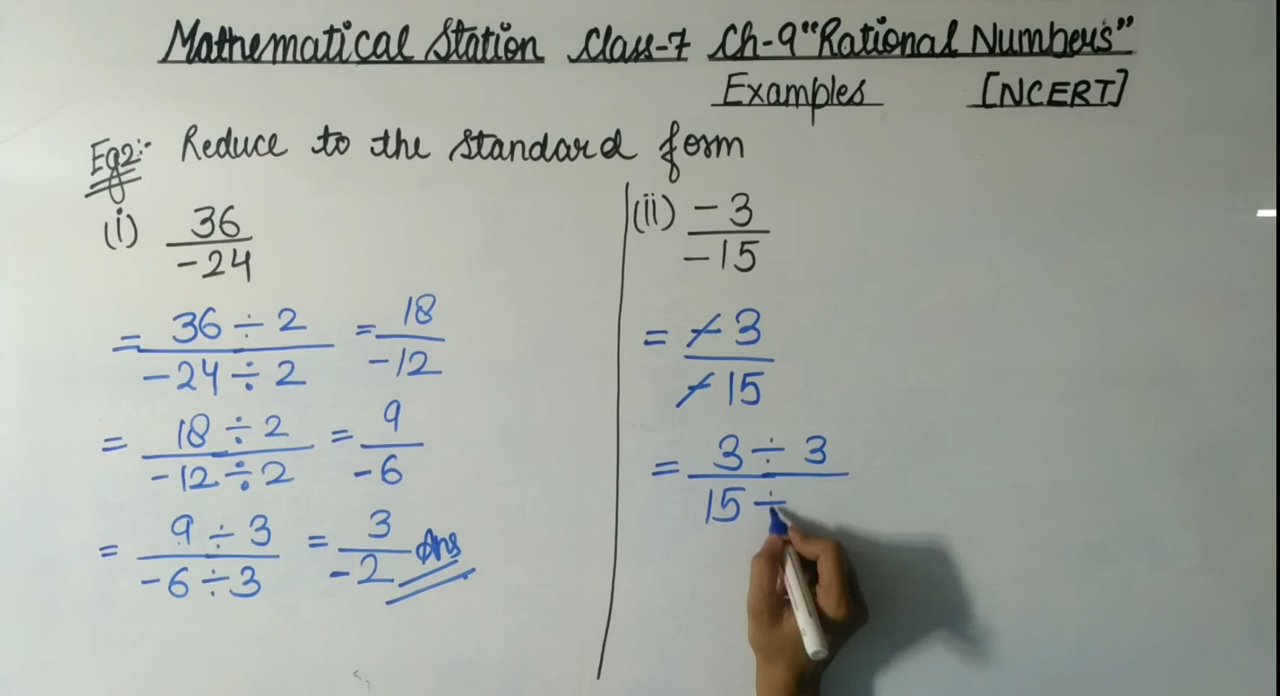 Mathematical Station Class-7 Ch-9 "Rational Numbers"
Examples [NCERT]
Eg2:- Reduce to the standard form
(i) 36/-24
= 36 ÷ 2/-24 ÷ 2 = 18/-12
= 18 ÷ 2/-12 ÷ 2 = 9/-6
= 9 ÷ 3/-6 ÷ 3 = 3/-2 Ans
(ii) -3/-15
= -3/-15
= 3 ÷ 3/15 ÷